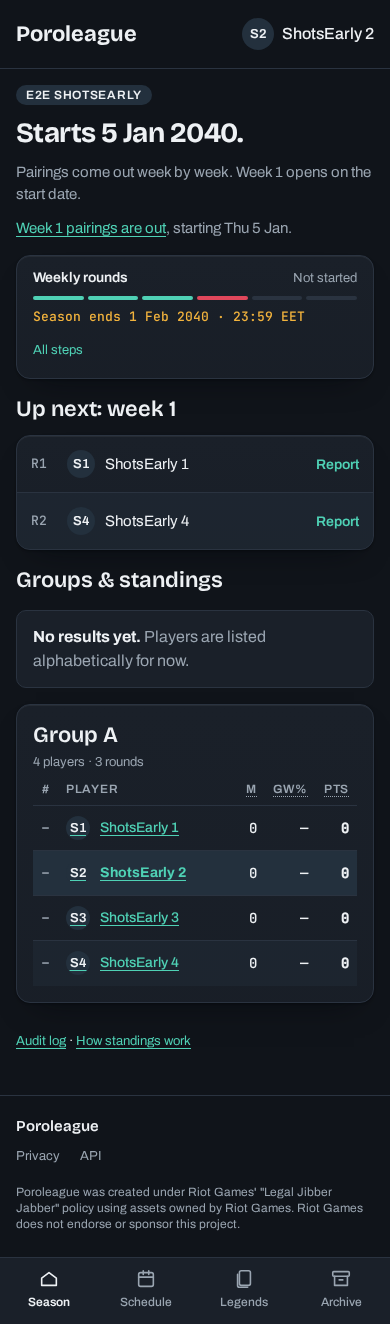 Poroleague
S2 ShotsEarly 2
E2E SHOTSEARLY
Starts 5 Jan 2040.
Pairings come out week by week. Week 1 opens on the
start date.
Week 1 pairings are out, starting Thu 5 Jan.
Weekly rounds Not started
Season ends 1 Feb 2040 · 23:59 EET
All steps
Up next: week 1
R1 S1 ShotsEarly 1 Report
R2 S4 ShotsEarly 4 Report
Groups & standings
No results yet. Players are listed
alphabetically for now.
Group A
4 players · 3 rounds
# PLAYER M GW% PTS
– S1 ShotsEarly 1 0 – 0
– S2 ShotsEarly 2 0 – 0
– S3 ShotsEarly 3 0 – 0
– S4 ShotsEarly 4 0 – 0
Audit log · How standings work
Poroleague
Privacy API
Poroleague was created under Riot Games' "Legal Jibber
Jabber" policy using assets owned by Riot Games. Riot Games
does not endorse or sponsor this project.
Season Schedule Legends Archive